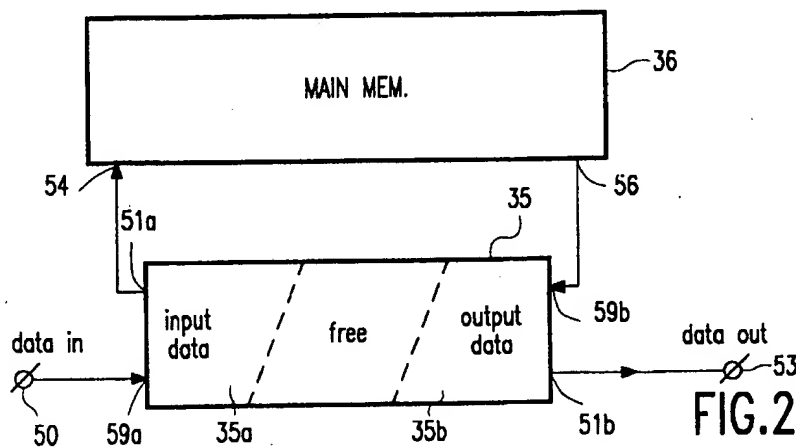 MAIN MEM.
36
54
56
51a
35
input data
free
output data
59b
data in
data out
50
59a
35a
35b
51b
53
FIG.2